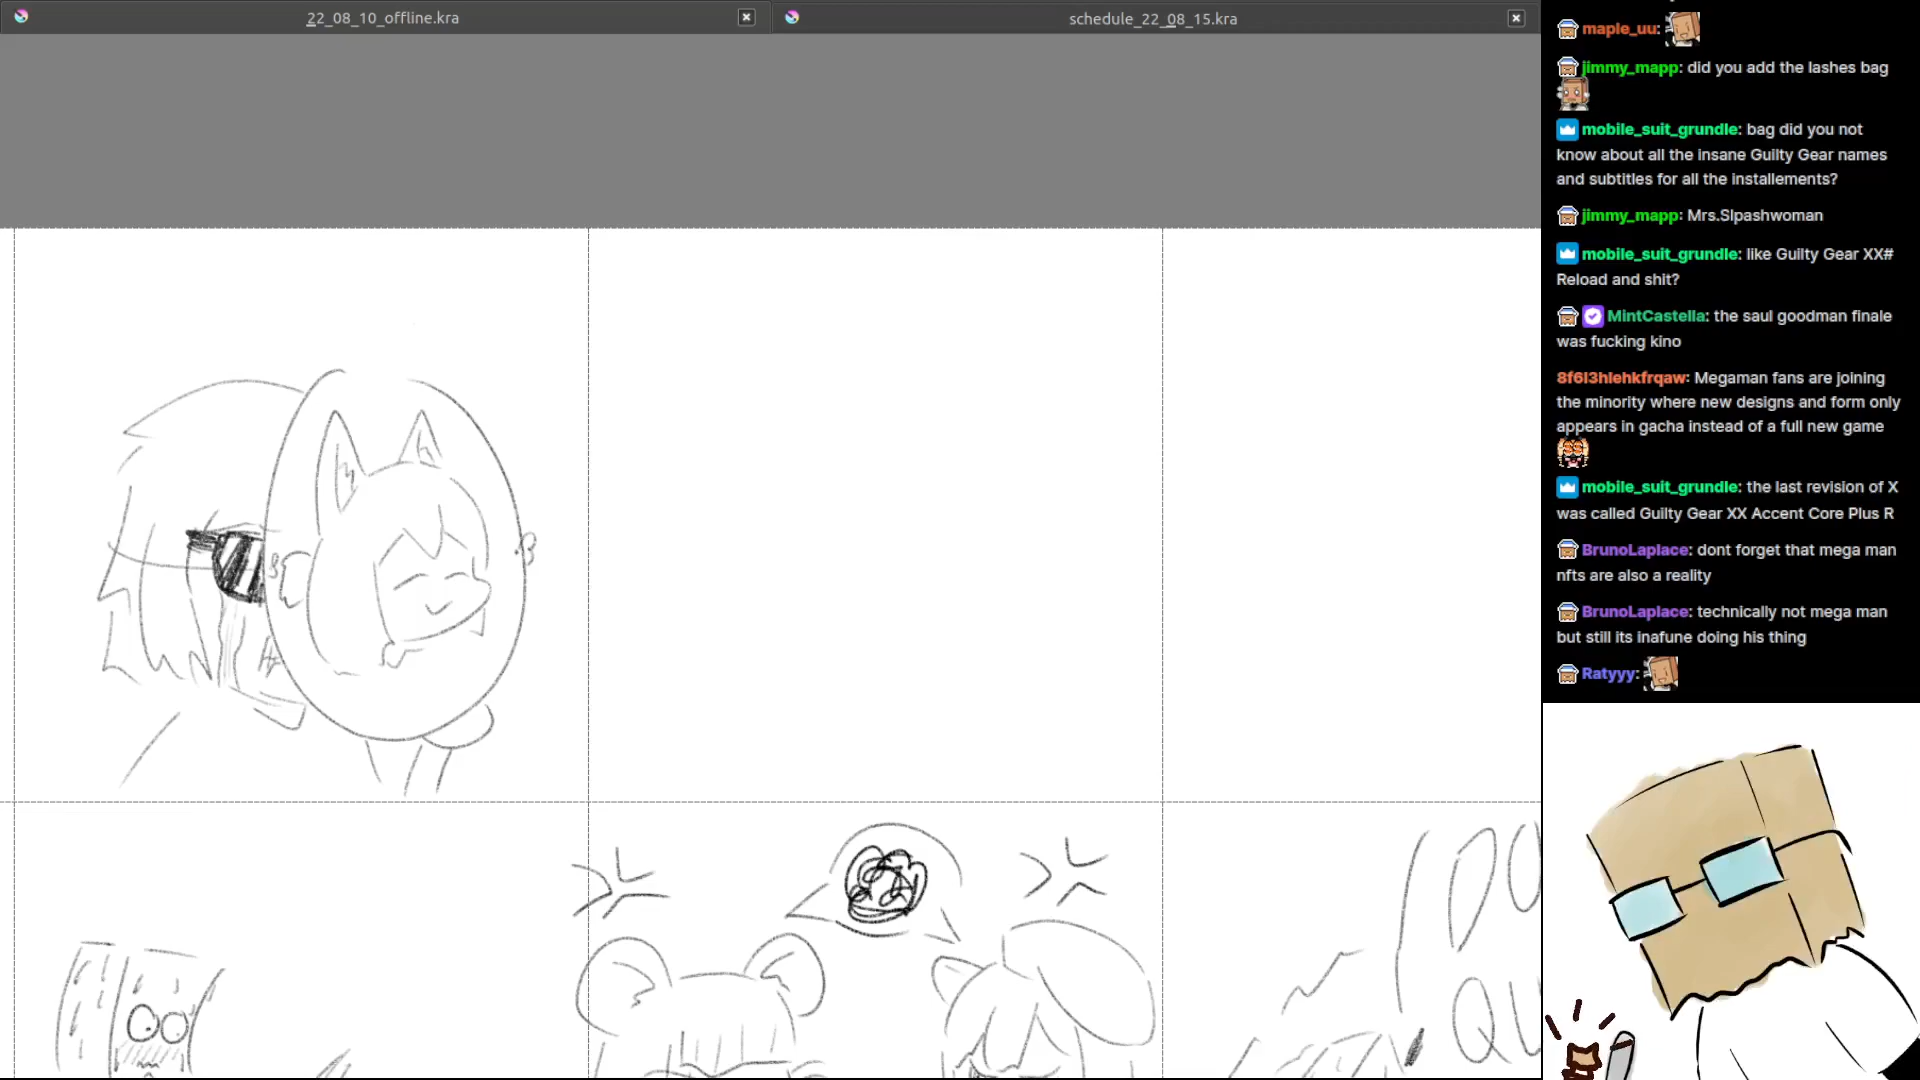 22_08_10_offline.kra
schedule_22_08_15.kra
maple_uu:
jimmy_mapp: did you add the lashes bag
mobile_suit_grundle: bag did you not
know about all the insane Guilty Gear names
and subtitles for all the installements?
jimmy_mapp: Mrs.Slpashwoman
mobile_suit_grundle: like Guilty Gear XX#
Reload and shit?
MintCastella: the saul goodman finale
was fucking kino
8f6l3hlehkfrqaw: Megaman fans are joining
the minority where new designs and form only
appears in gacha instead of a full new game
mobile_suit_grundle: the last revision of X
was called Guilty Gear XX Accent Core Plus R
BrunoLaplace: dont forget that mega man
nfts are also a reality
BrunoLaplace: technically not mega man
but still its inafune doing his thing
Ratyyy:
DO
QU